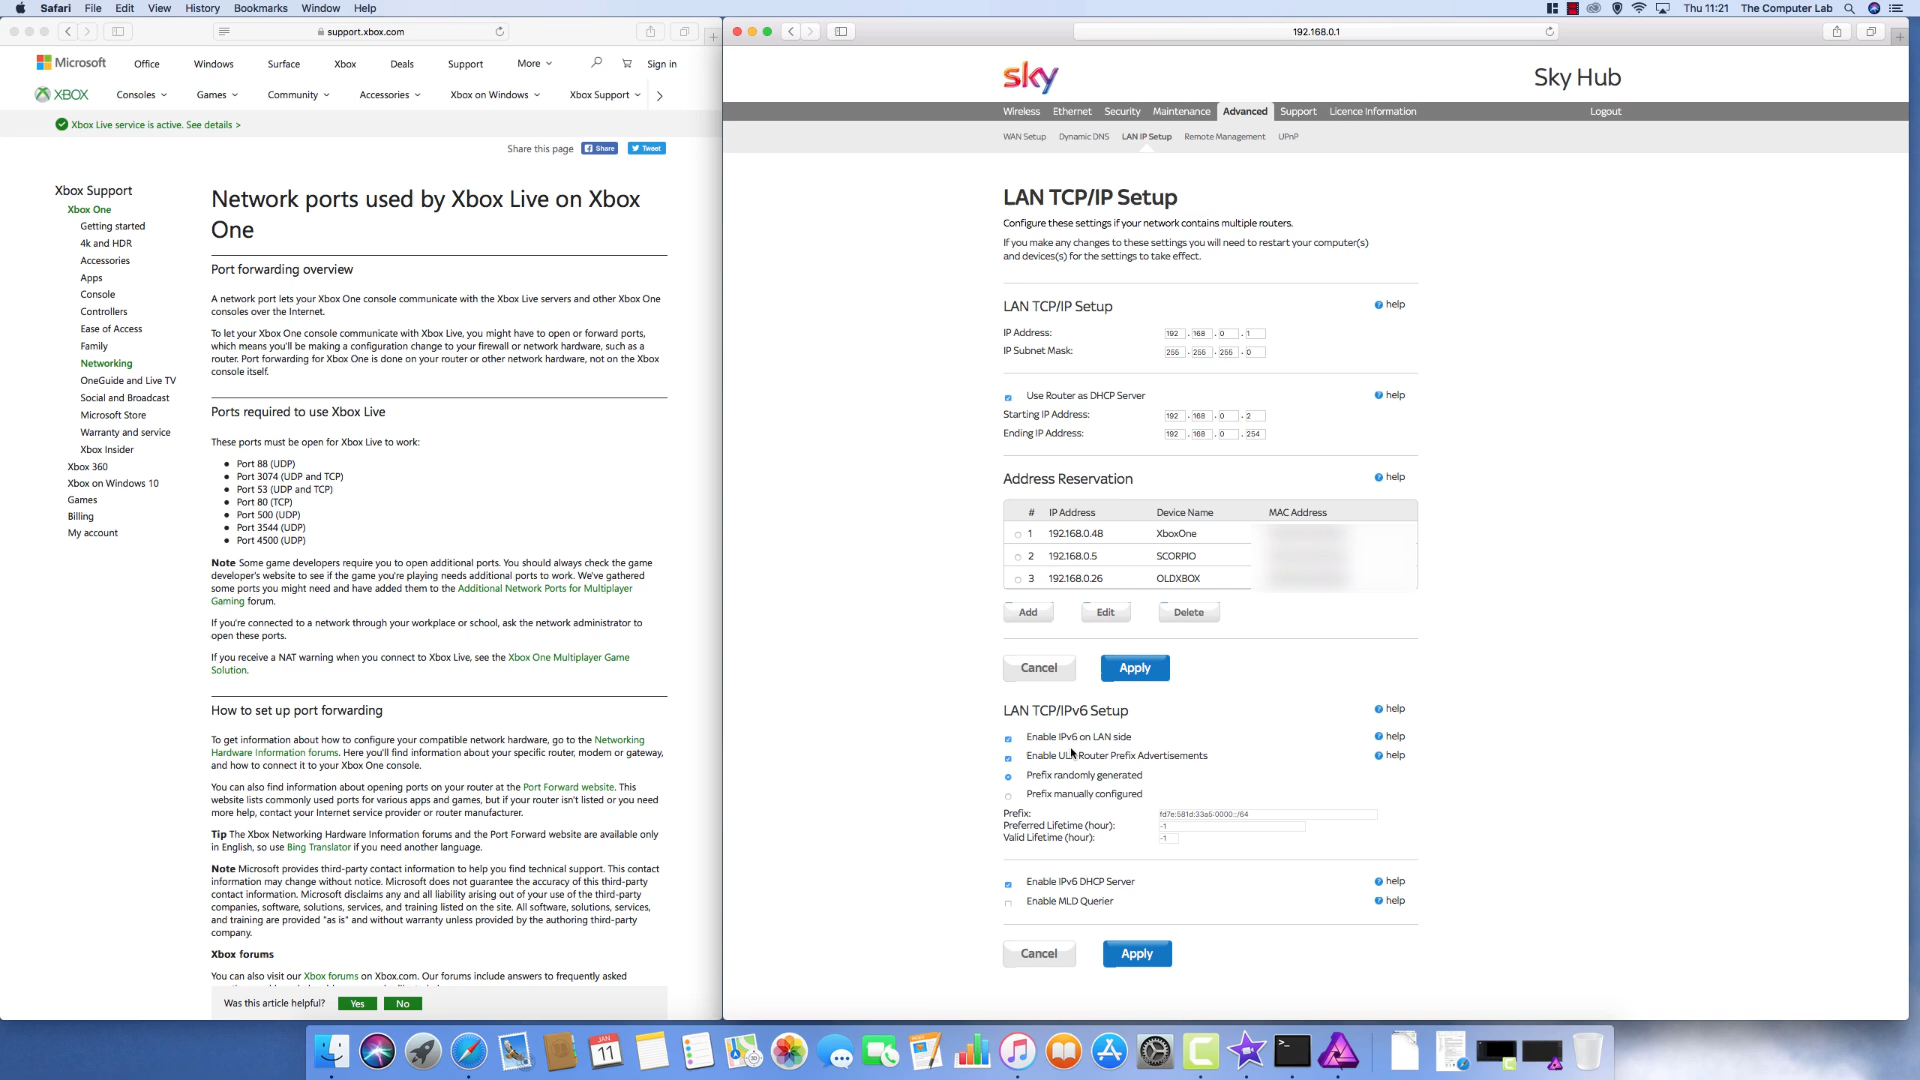 Safari File Edit View History Bookmarks Window Help
Thu 11:21 The Computer Lab
support.xbox.com
Microsoft Office Windows Surface Xbox Deals Support More Sign in
XBOX Consoles Games Community Accessories Xbox on Windows Xbox Support
Xbox Live service is active. See details >
Share this page Share Tweet
Xbox Support
Xbox One
Getting started
4k and HDR
Accessories
Apps
Console
Controllers
Ease of Access
Family
Networking
OneGuide and Live TV
Social and Broadcast
Microsoft Store
Warranty and service
Xbox Insider
Xbox 360
Xbox on Windows 10
Games
Billing
My account
Network ports used by Xbox Live on Xbox
One
Port forwarding overview
A network port lets your Xbox One console communicate with the Xbox Live servers and other Xbox One
consoles over the Internet.
To let your Xbox One console communicate with Xbox Live, you might have to open or forward ports,
which means you'll be making a configuration change to your firewall or network hardware, such as a
router. Port forwarding for Xbox One is done on your router or other network hardware, not on the Xbox
console itself.
Ports required to use Xbox Live
These ports must be open for Xbox Live to work:
● Port 88 (UDP)
● Port 3074 (UDP and TCP)
● Port 53 (UDP and TCP)
● Port 80 (TCP)
● Port 500 (UDP)
● Port 3544 (UDP)
● Port 4500 (UDP)
Note Some game developers require you to open additional ports. You should always check the game
developer's website to see if the game you're playing needs additional ports to work. We've gathered
some ports you might need and have added them to the Additional Network Ports for Multiplayer
Gaming forum.
If you're connected to a network through your workplace or school, ask the network administrator to
open these ports.
If you receive a NAT warning when you connect to Xbox Live, see the Xbox One Multiplayer Game
Solution.
How to set up port forwarding
To get information about how to configure your compatible network hardware, go to the Networking
Hardware Information forums. Here you'll find information about your specific router, modem or gateway,
and how to connect it to your Xbox One console.
You can also find information about opening ports on your router at the Port Forward website. This
website lists commonly used ports for various apps and games, but if your router isn't listed or you need
more help, contact your Internet service provider or router manufacturer.
Tip The Xbox Networking Hardware Information forums and the Port Forward website are available only
in English, so use Bing Translator if you need another language.
Note Microsoft provides third-party contact information to help you find technical support. This contact
information may change without notice. Microsoft does not guarantee the accuracy of this third-party
contact information. Microsoft disclaims any and all liability arising out of your use of the third-party
companies, software, solutions, services, and training listed on the site. All software, solutions, services,
and training are provided "as is" and without warranty unless provided by the authoring third-party
company.
Xbox forums
You can also visit our Xbox forums on Xbox.com. Our forums include answers to frequently asked
Was this article helpful? Yes No
192.168.0.1
sky Sky Hub
Wireless Ethernet Security Maintenance Advanced Support Licence Information Logout
WAN Setup Dynamic DNS LAN IP Setup Remote Management UPnP
LAN TCP/IP Setup
Configure these settings if your network contains multiple routers.
If you make any changes to these settings you will need to restart your computer(s)
and devices(s) for the settings to take effect.
LAN TCP/IP Setup help
IP Address: 192 . 168 . 0 . 1
IP Subnet Mask: 255 . 255 . 255 . 0
Use Router as DHCP Server help
Starting IP Address: 192 . 168 . 0 . 2
Ending IP Address: 192 . 168 . 0 . 254
Address Reservation help
# IP Address Device Name MAC Address
1 192.168.0.48 XboxOne
2 192.168.0.5 SCORPIO
3 192.168.0.26 OLDXBOX
Add Edit Delete
Cancel Apply
LAN TCP/IPv6 Setup help
Enable IPv6 on LAN side help
Enable ULA Router Prefix Advertisements help
Prefix randomly generated
Prefix manually configured
Prefix: fd7e:581d:33a5:0000::/64
Preferred Lifetime (hour): -1
Valid Lifetime (hour): -1
Enable IPv6 DHCP Server help
Enable MLD Querier help
Cancel Apply
JAN
11